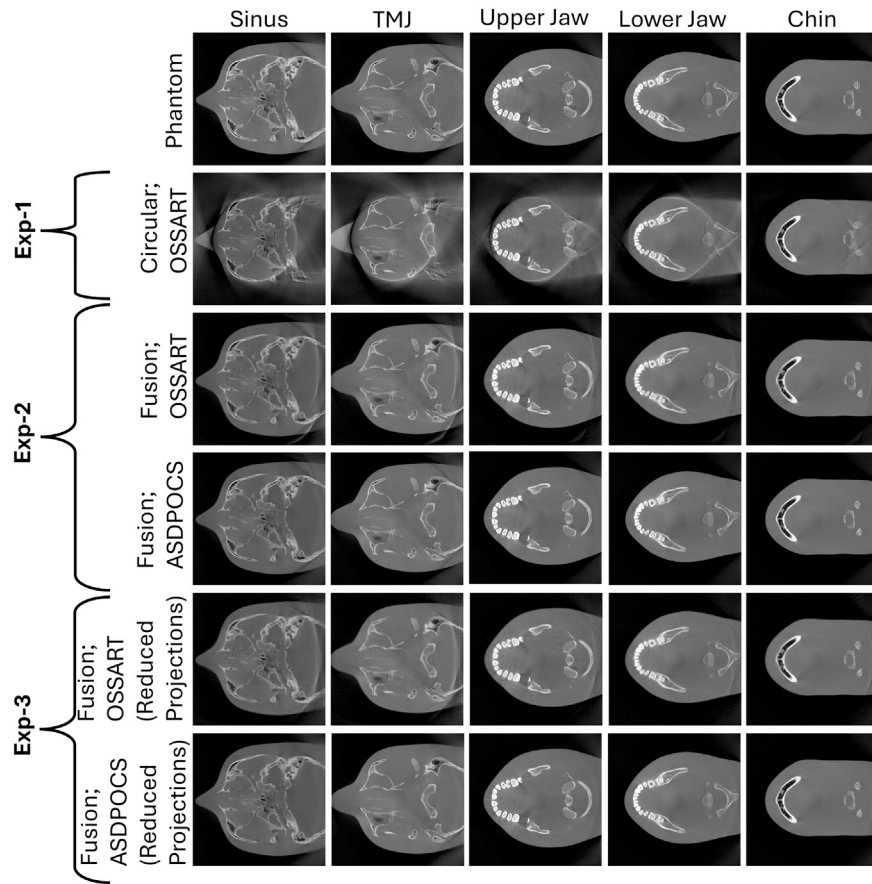 Sinus TMJ Upper Jaw Lower Jaw Chin
Phantom
Exp-1
Circular;
OSSART
Exp-2
Fusion;
OSSART
Fusion;
ASDPOCS
Exp-3
Fusion;
OSSART
(Reduced
Projections)
Fusion;
ASDPOCS
(Reduced
Projections)